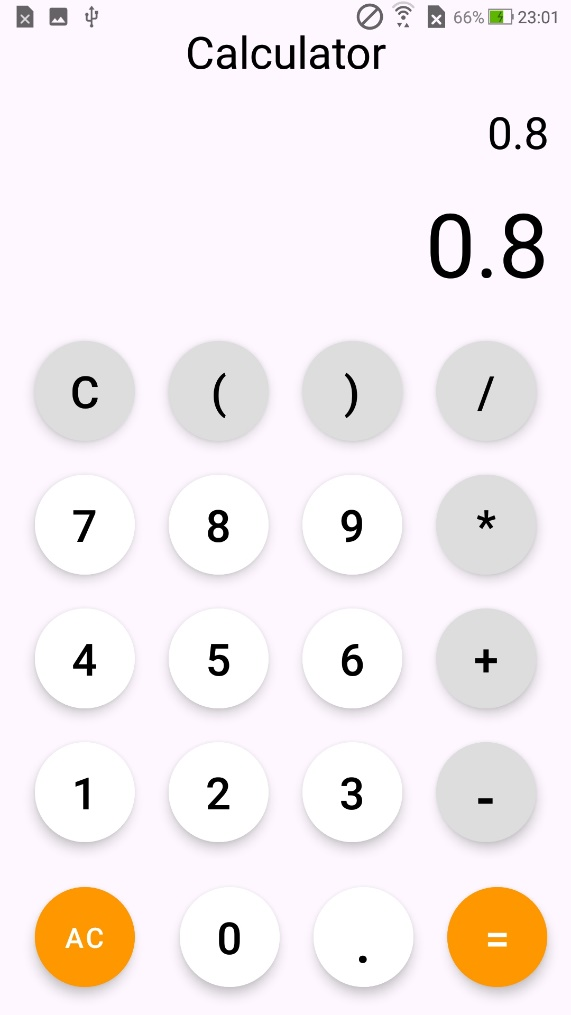 66% 23:01
Calculator
0.8
0.8
C ( ) /
7 8 9 *
4 5 6 +
1 2 3 -
AC 0 . =